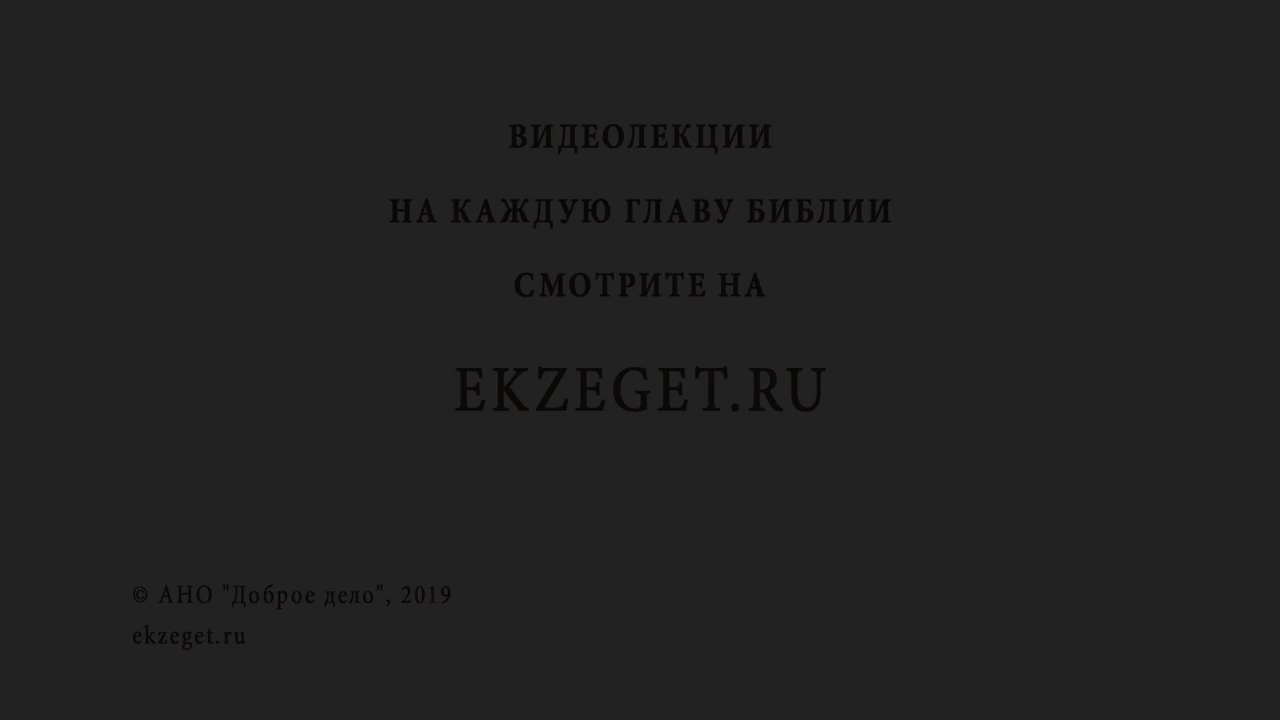 ВИДЕОЛЕКЦИИ
НА КАЖДУЮ ГЛАВУ БИБЛИИ
СМОТРИТЕ НА
EKZEGET.RU
© АНО "Доброе дело", 2019
ekzeget.ru